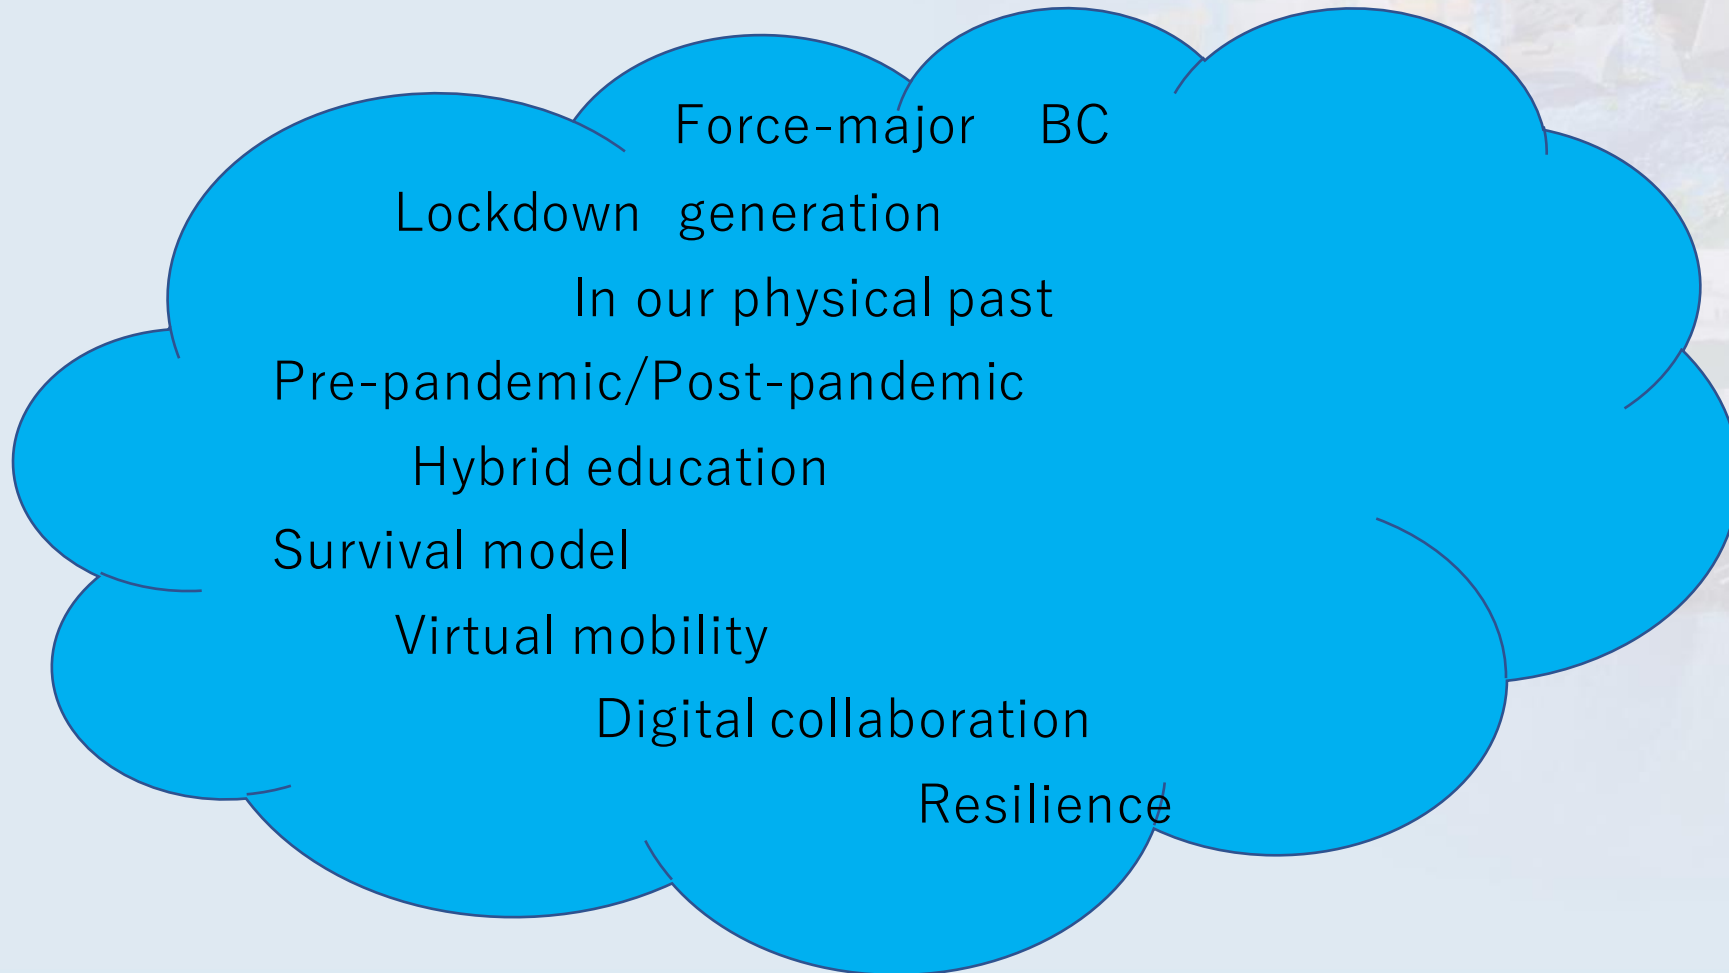 Force-major BC
Lockdown generation
In our physical past
Pre-pandemic/Post-pandemic
Hybrid education
Survival model
Virtual mobility
Digital collaboration
Resilience